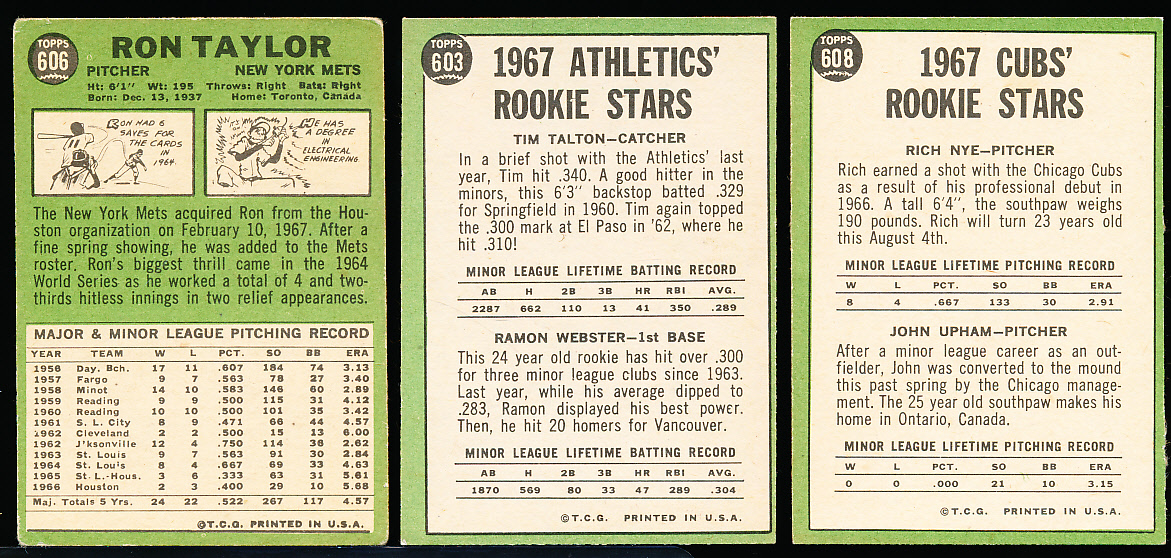 TOPPS
606
RON TAYLOR
PITCHER NEW YORK METS
Ht: 6'1" Wt: 195 Throws: Right Bats: Right
Born: Dec. 13, 1937 Home: Toronto, Canada
RON HAD 6
SAVES FOR
THE CARDS
IN
1964.
HE HAS
A DEGREE
IN
ELECTRICAL
ENGINEERING.
The New York Mets acquired Ron from the Hou-
ston organization on February 10, 1967. After a
fine spring showing, he was added to the Mets
roster. Ron's biggest thrill came in the 1964
World Series as he worked a total of 4 and two-
thirds hitless innings in two relief appearances.
MAJOR & MINOR LEAGUE PITCHING RECORD
YEAR TEAM W L PCT. SO BB ERA
1956 Day. Bch. 17 11 .607 184 74 3.13
1957 Fargo 9 7 .563 78 27 3.40
1958 Minot 14 10 .583 146 60 2.89
1959 Reading 9 9 .500 115 31 4.12
1960 Reading 10 10 .500 101 35 3.42
1961 S. L. City 8 9 .471 66 44 4.57
1962 Cleveland 2 2 .500 15 13 6.00
1962 J'ksonville 12 4 .750 114 38 2.62
1963 St. Louis 9 7 .563 91 30 2.84
1964 St. Louis 8 4 .667 69 33 4.63
1965 St. L.-Hous. 3 6 .333 63 31 5.61
1966 Houston 2 3 .400 29 10 5.68
Maj. Totals 5 Yrs. 24 22 .522 267 117 4.57
©T.C.G. PRINTED IN U.S.A.
TOPPS
603
1967 ATHLETICS'
ROOKIE STARS
TIM TALTON—CATCHER
In a brief shot with the Athletics' last
year, Tim hit .340. A good hitter in the
minors, this 6'3" backstop batted .329
for Springfield in 1960. Tim again topped
the .300 mark at El Paso in '62, where he
hit .310!
MINOR LEAGUE LIFETIME BATTING RECORD
AB H 2B 3B HR RBI AVG.
2287 662 110 13 41 350 .289
RAMON WEBSTER—1st BASE
This 24 year old rookie has hit over .300
for three minor league clubs since 1963.
Last year, while his average dipped to
.283, Ramon displayed his best power.
Then, he hit 20 homers for Vancouver.
MINOR LEAGUE LIFETIME BATTING RECORD
AB H 2B 3B HR RBI AVG.
1870 569 80 33 47 289 .304
©T.C.G. PRINTED IN U.S.A.
TOPPS
608
1967 CUBS'
ROOKIE STARS
RICH NYE—PITCHER
Rich earned a shot with the Chicago Cubs
as a result of his professional debut in
1966. A tall 6'4", the southpaw weighs
190 pounds. Rich will turn 23 years old
this August 4th.
MINOR LEAGUE LIFETIME PITCHING RECORD
W L PCT. SO BB ERA
8 4 .667 133 30 2.91
JOHN UPHAM—PITCHER
After a minor league career as an out-
fielder, John was converted to the mound
this past spring by the Chicago manage-
ment. The 25 year old southpaw makes his
home in Ontario, Canada.
MINOR LEAGUE LIFETIME PITCHING RECORD
W L PCT. SO BB ERA
0 0 .000 21 10 3.15
©T.C.G. PRINTED IN U.S.A.